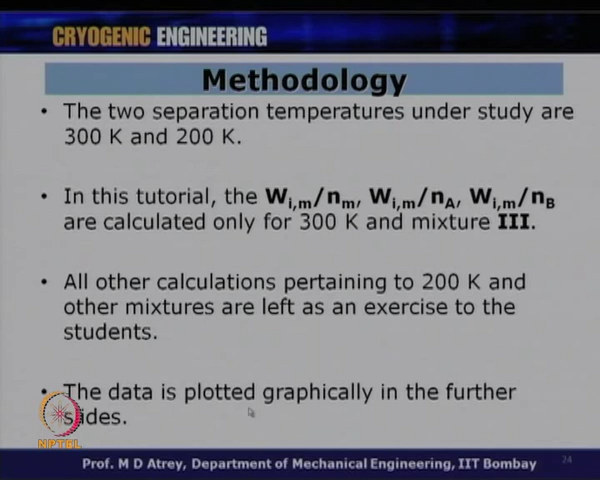 CRYOGENIC ENGINEERING
Methodology
• The two separation temperatures under study are
300 K and 200 K.
• In this tutorial, the Wi,m/nm, Wi,m/nA, Wi,m/nB
are calculated only for 300 K and mixture III.
• All other calculations pertaining to 200 K and
other mixtures are left as an exercise to the
students.
• The data is plotted graphically in the further
slides.
NPTEL
Prof. M D Atrey, Department of Mechanical Engineering, IIT Bombay
24